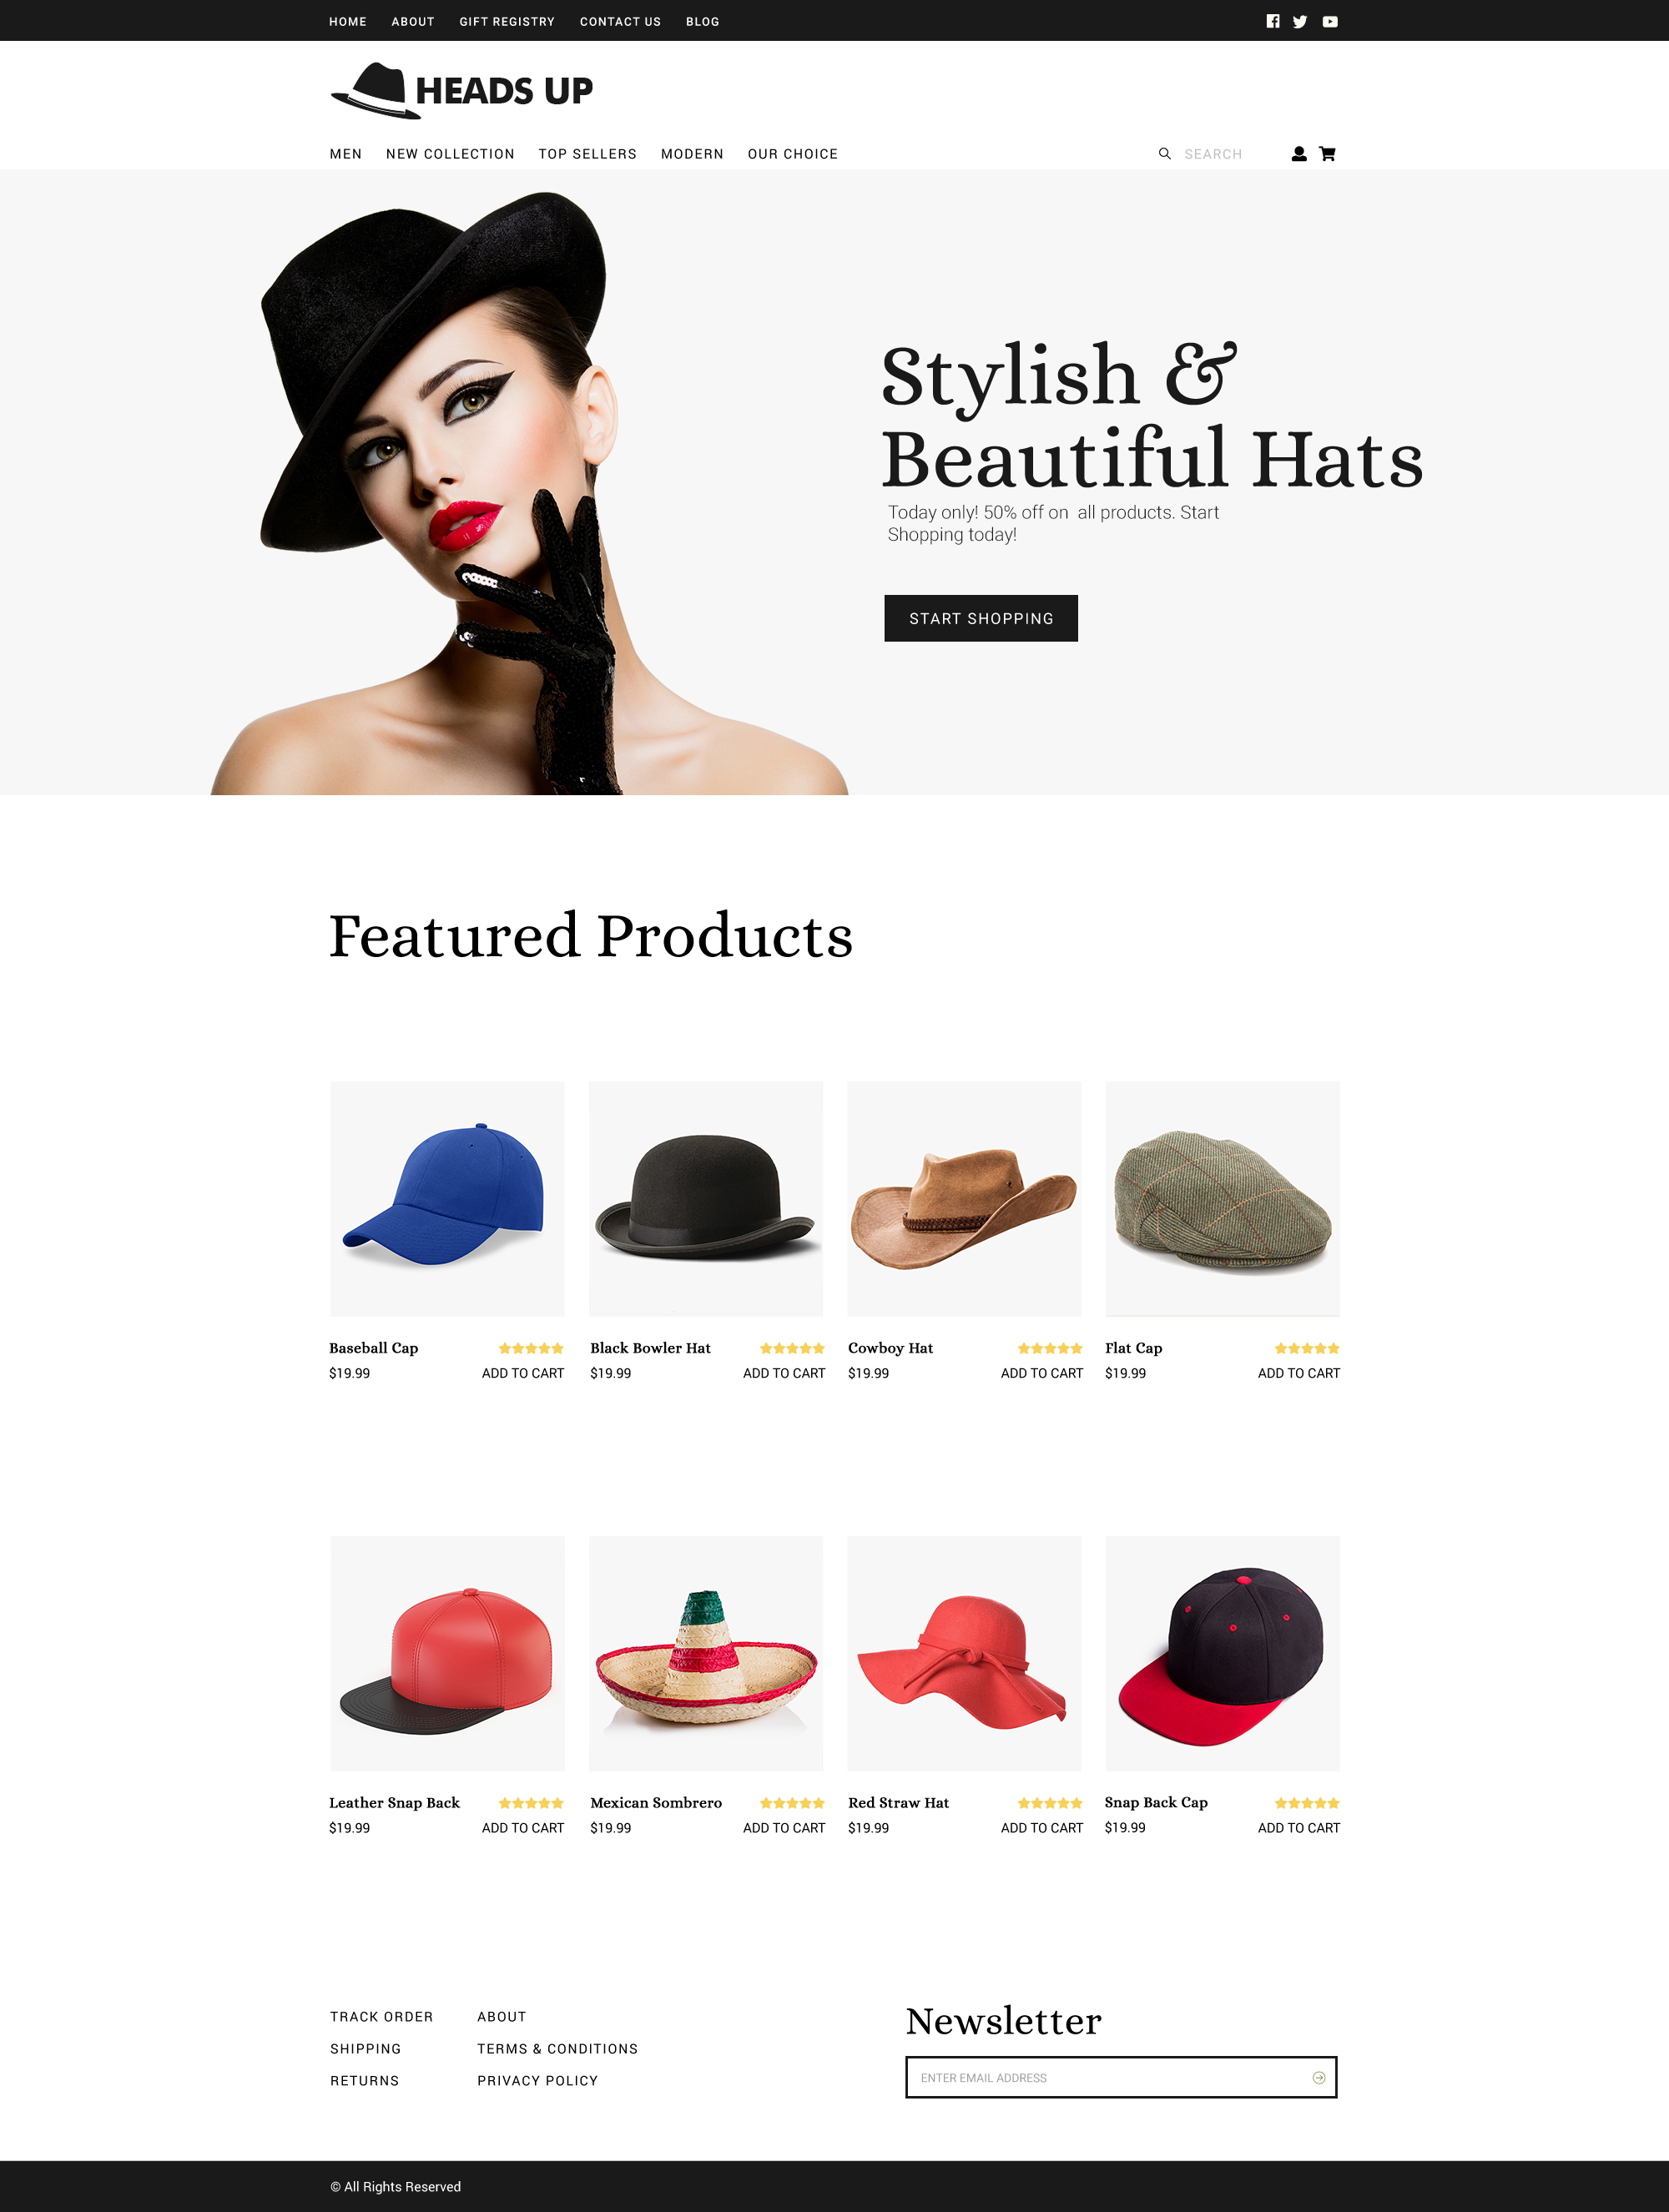 HOME ABOUT GIFT REGISTRY CONTACT US BLOG
HEADS UP
MEN NEW COLLECTION TOP SELLERS MODERN OUR CHOICE SEARCH
Stylish &
Beautiful Hats
Today only! 50% off on all products. Start
Shopping today!
START SHOPPING
Featured Products
Baseball Cap
$19.99 ADD TO CART
Black Bowler Hat
$19.99 ADD TO CART
Cowboy Hat
$19.99 ADD TO CART
Flat Cap
$19.99 ADD TO CART
Leather Snap Back
$19.99 ADD TO CART
Mexican Sombrero
$19.99 ADD TO CART
Red Straw Hat
$19.99 ADD TO CART
Snap Back Cap
$19.99 ADD TO CART
TRACK ORDER
SHIPPING
RETURNS
ABOUT
TERMS & CONDITIONS
PRIVACY POLICY
Newsletter
ENTER EMAIL ADDRESS
© All Rights Reserved